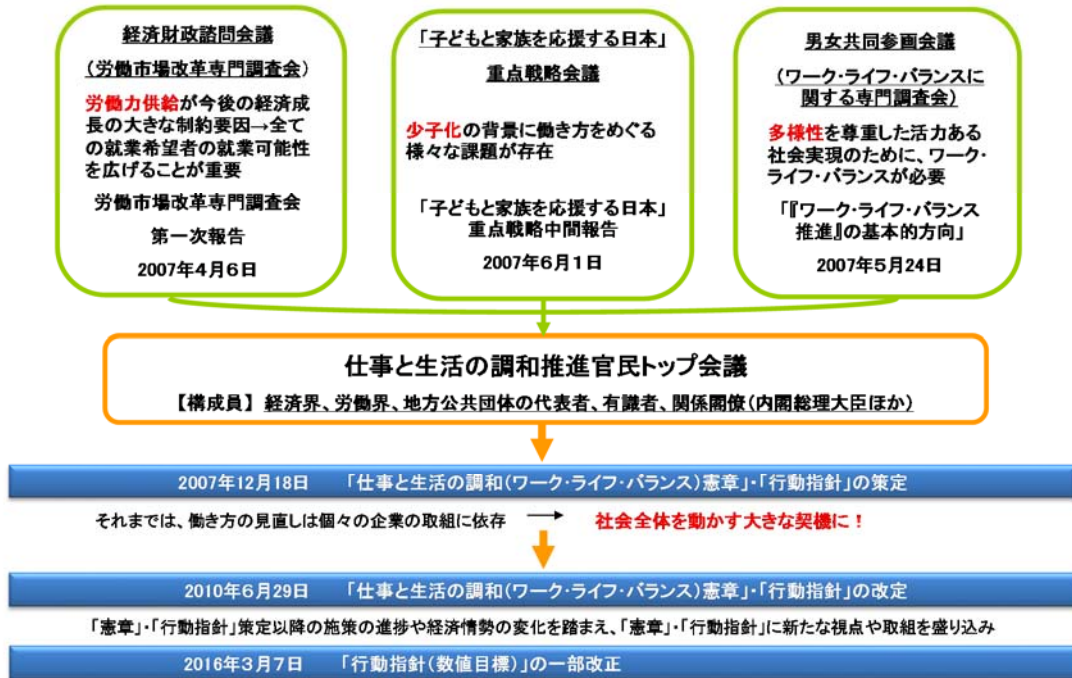 経済財政諮問会議
（労働市場改革専門調査会）
労働力供給が今後の経済成
長の大きな制約要因→全て
の就業希望者の就業可能性
を広げることが重要
労働市場改革専門調査会
第一次報告
2007年4月6日
「子どもと家族を応援する日本」
重点戦略会議
少子化の背景に働き方をめぐる
様々な課題が存在
「子どもと家族を応援する日本」
重点戦略中間報告
2007年6月1日
男女共同参画会議
（ワーク・ライフ・バランスに
関する専門調査会）
多様性を尊重した活力ある
社会実現のために、ワーク・
ライフ・バランスが必要
「『ワーク・ライフ・バランス
推進』の基本的方向」
2007年5月24日
仕事と生活の調和推進官民トップ会議
【構成員】 経済界、労働界、地方公共団体の代表者、有識者、関係閣僚（内閣総理大臣ほか）
2007年12月18日 「仕事と生活の調和（ワーク・ライフ・バランス）憲章」・「行動指針」の策定
それまでは、働き方の見直しは個々の企業の取組に依存 → 社会全体を動かす大きな契機に！
2010年6月29日 「仕事と生活の調和（ワーク・ライフ・バランス）憲章」・「行動指針」の改定
「憲章」・「行動指針」策定以降の施策の進捗や経済情勢の変化を踏まえ、「憲章」・「行動指針」に新たな視点や取組を盛り込み
2016年3月7日 「行動指針（数値目標）」の一部改正